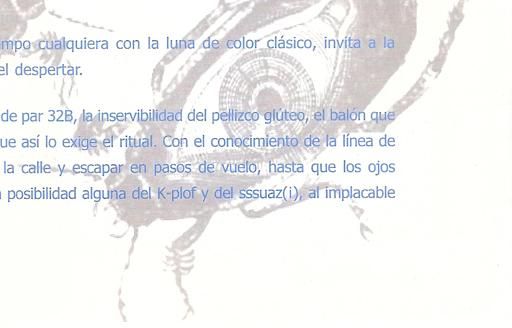 mpo cualquiera con la luna de color clásico, invita a la
el despertar.
de par 32B, la inservibilidad del pellizco glúteo, el balón que
ue así lo exige el ritual. Con el conocimiento de la línea de
la calle y escapar en pasos de vuelo, hasta que los ojos
posibilidad alguna del K-plof y del sssuaz(i), al implacable